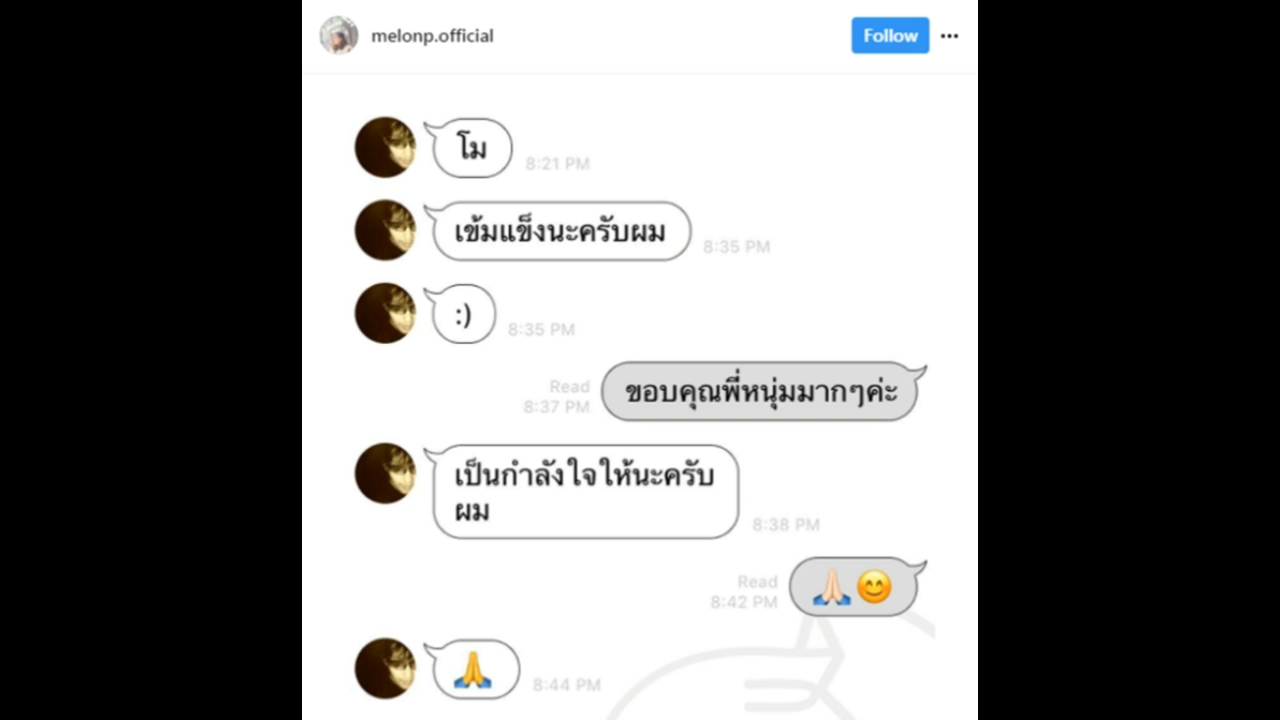 melonp.official
Follow
โม
8:21 PM
เข้มแข็งนะครับผม
8:35 PM
:)
8:35 PM
Read
8:37 PM
ขอบคุณพี่หนุ่มมากๆค่ะ
เป็นกำลังใจให้นะครับ
ผม
8:38 PM
Read
8:42 PM
🙏🏻😊
🙏
8:44 PM